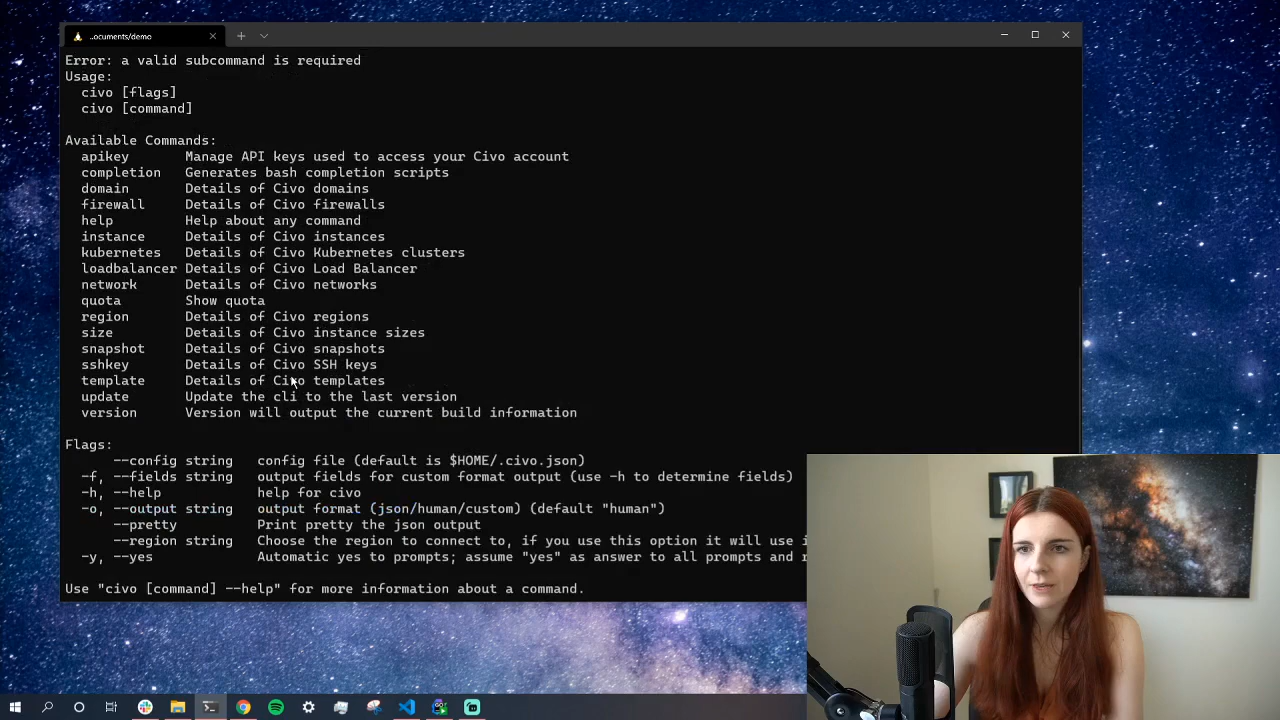 ..ocuments/demo
Error: a valid subcommand is required
Usage:
civo [flags]
civo [command]
Available Commands:
apikey Manage API keys used to access your Civo account
completion Generates bash completion scripts
domain Details of Civo domains
firewall Details of Civo firewalls
help Help about any command
instance Details of Civo instances
kubernetes Details of Civo Kubernetes clusters
loadbalancer Details of Civo Load Balancer
network Details of Civo networks
quota Show quota
region Details of Civo regions
size Details of Civo instance sizes
snapshot Details of Civo snapshots
sshkey Details of Civo SSH keys
template Details of Civo templates
update Update the cli to the last version
version Version will output the current build information
Flags:
--config string config file (default is $HOME/.civo.json)
-f, --fields string output fields for custom format output (use -h to determine fields)
-h, --help help for civo
-o, --output string output format (json/human/custom) (default "human")
--pretty Print pretty the json output
--region string Choose the region to connect to, if you use this option it will use
-y, --yes Automatic yes to prompts; assume "yes" as answer to all prompts and
Use "civo [command] --help" for more information about a command.